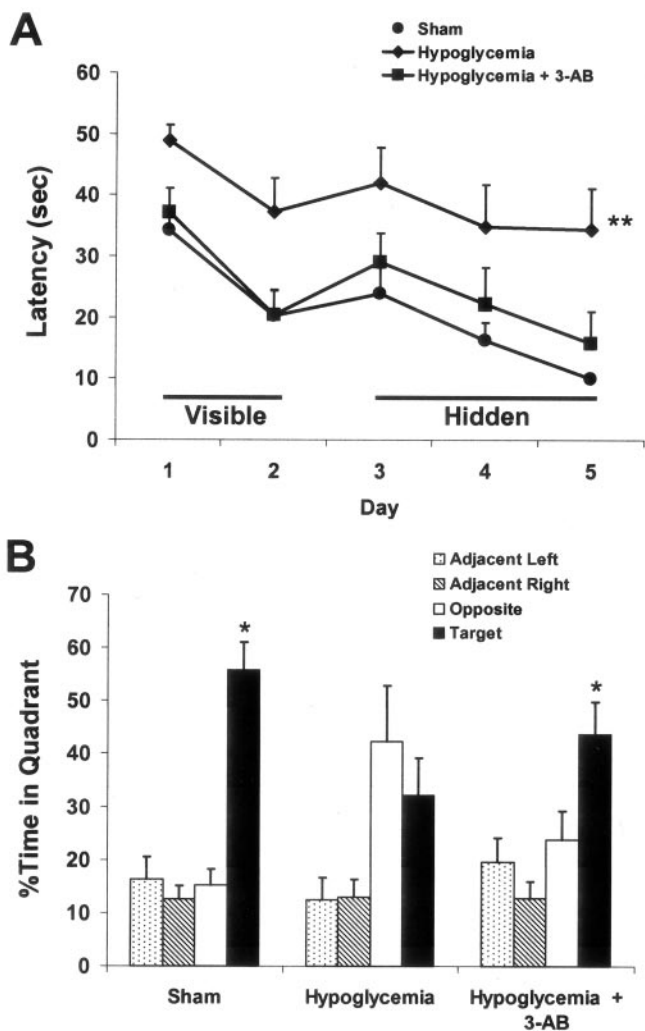 A
Sham
Hypoglycemia
Hypoglycemia + 3-AB
Latency (sec)
60
50
40
30
20
10
0
**
Visible
Hidden
1 2 3 4 5
Day
B
Adjacent Left
Adjacent Right
Opposite
Target
%Time in Quadrant
70
60
50
40
30
20
10
0
*
*
Sham
Hypoglycemia
Hypoglycemia +
3-AB